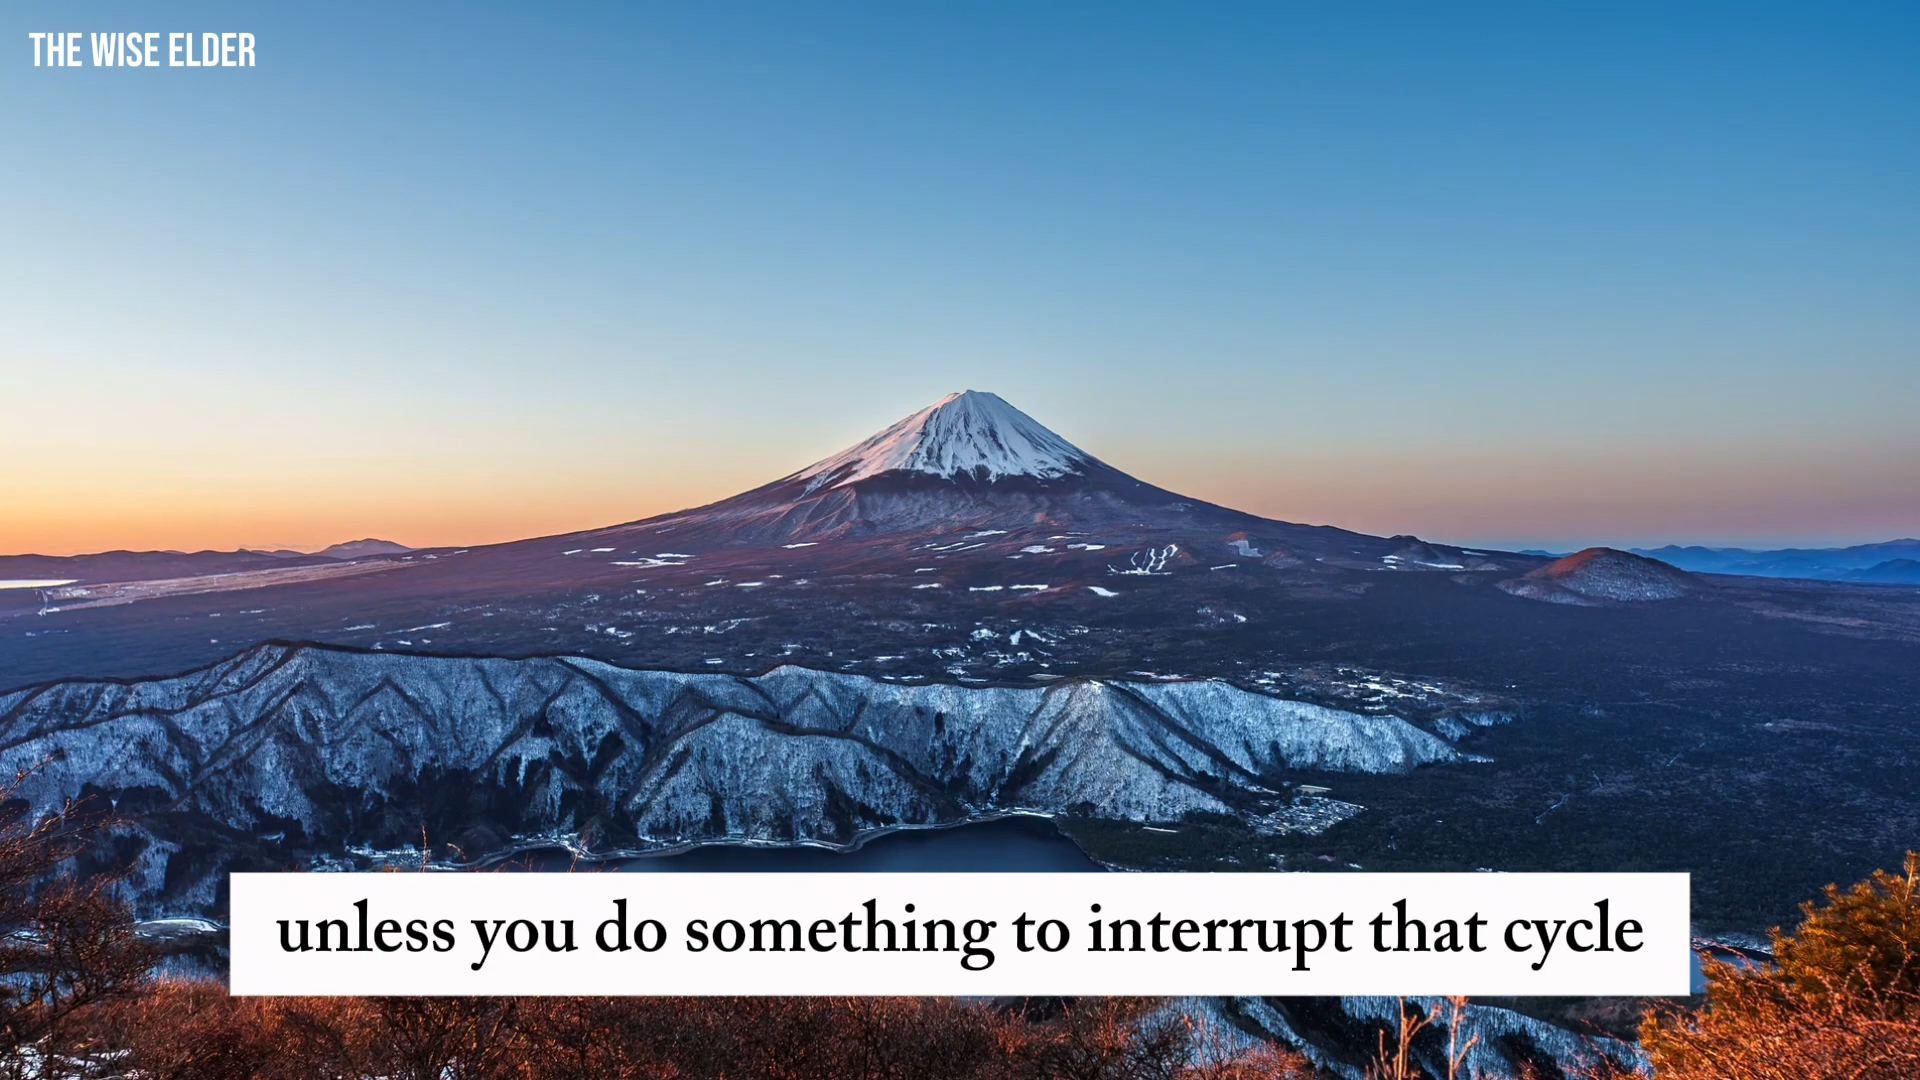 THE WISE ELDER
unless you do something to interrupt that cycle